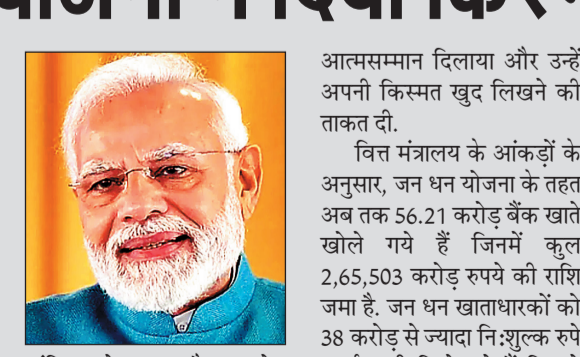 आत्मसम्मान दिलाया और उन्हें
अपनी किस्मत खुद लिखने की
ताकत दी.
वित्त मंत्रालय के आंकड़ों के
अनुसार, जन धन योजना के तहत
अब तक 56.21 करोड़ बैंक खाते
खोले गये हैं जिनमें कुल
2,65,503 करोड़ रुपये की राशि
जमा है. जन धन खाताधारकों को
38 करोड़ से ज्यादा नि:शुल्क रुपे